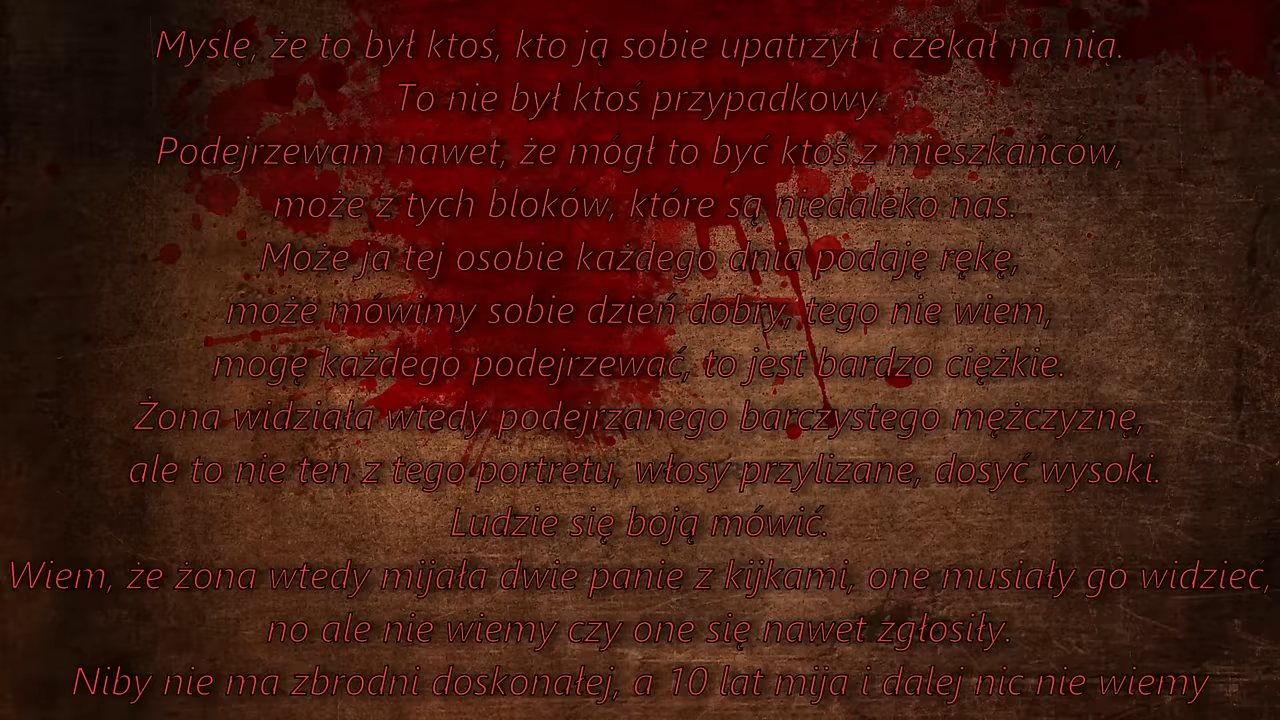 Myślę, że to był ktoś, kto ją sobie upatrzył i czekał na nią.
To nie był ktoś przypadkowy.
Podejrzewam nawet, że mógł to być ktoś z mieszkańców,
może z tych bloków, które są niedaleko nas.
Może ja tej osobie każdego dnia podaję rękę,
może mówimy sobie dzień dobry, tego nie wiem,
mogę każdego podejrzewać, to jest bardzo ciężkie.
Żona widziała wtedy podejrzanego barczystego mężczyznę,
ale to nie ten z tego portretu, włosy przylizane, dosyć wysoki.
Ludzie się boją mówić.
Wiem, że żona wtedy mijała dwie panie z kijkami, one musiały go widzieć,
no ale nie wiemy czy one się nawet zgłosiły.
Niby nie ma zbrodni doskonałej, a 10 lat mija i dalej nic nie wiemy